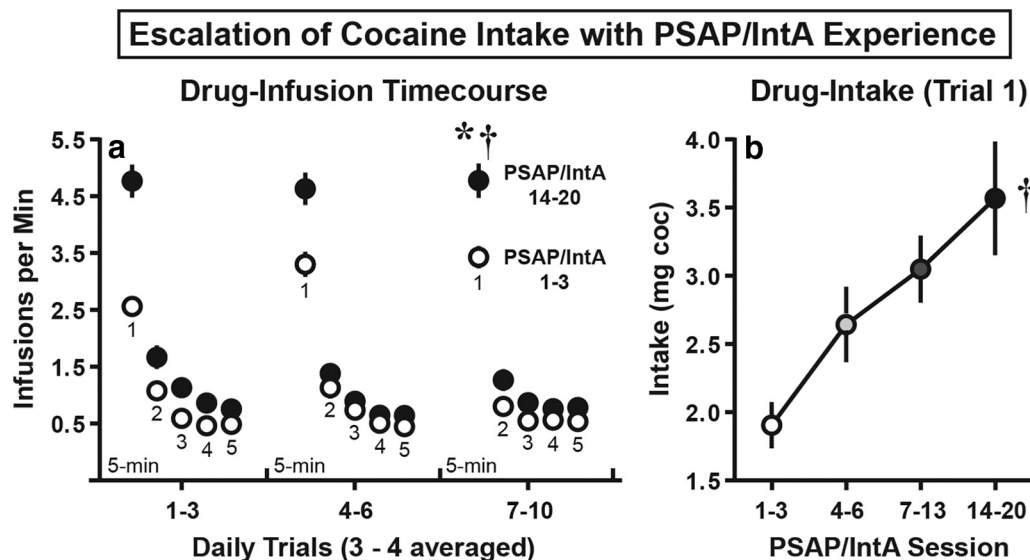 Escalation of Cocaine Intake with PSAP/IntA Experience
Drug-Infusion Timecourse
a
Infusions per Min
5.5
4.5
3.5
2.5
1.5
0.5
*†
PSAP/IntA
14-20
PSAP/IntA
1-3
1
2
3
4
5
1
2
3
4
5
1
2
3
4
5
5-min
5-min
5-min
1-3
4-6
7-10
Daily Trials (3 - 4 averaged)
Drug-Intake (Trial 1)
b
Intake (mg coc)
4.0
3.5
3.0
2.5
2.0
1.5
†
1-3
4-6
7-13
14-20
PSAP/IntA Session